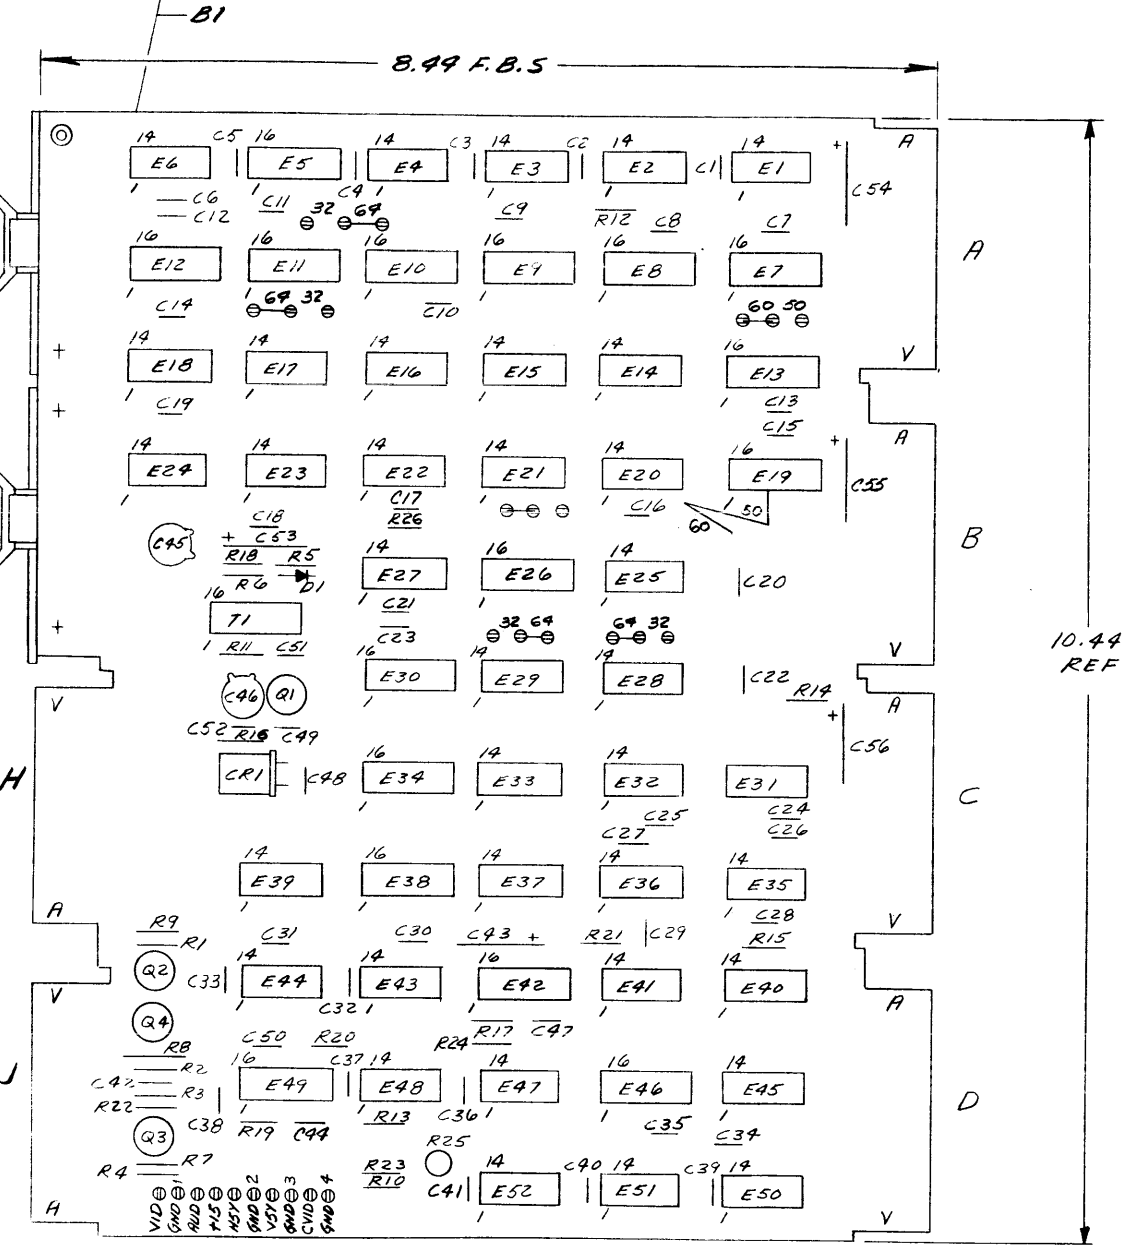 B1
8.44 F.B.S
14 C5 16 14 C3 14 C2 14 14 + A
E6 E5 E4 E3 E2 C1 E1
C54
C6 C11 C4 C9 R12 C8 C7
C12 32 64
16 16 16 16 16 16
E12 E11 E10 E9 E8 E7 A
C14 64 32 C10 60 50
14 14 14 14 14 16 V
E18 E17 E16 E15 E14 E13
C19 C13
C15
14 14 14 14 14 16 + A
E24 E23 E22 E21 E20 E19 C55
C17 C16 50
C18 R26 60
C45 + C53
R18 R5 14 16 14 B
R6 D1 E27 E26 E25 C20
16 C21
T1 C23 32 64 64 32
R11 C51 16 14 14 V
E30 E29 E28 C22 10.44
REF
V C46 Q1 R14 A
C52 R16 C49 + C56
H CR1 C48 16 14 14
E34 E33 E32 E31 C
C25 C24
C27 C26
14 16 14 14 14
E39 E38 E37 E36 E35
A C28 V
R9 C31 C30 C43 + R21 C29 R15
R1
Q2 C33 14 14 16 14 14
E44 E43 E42 E41 E40
V C32 A
Q4 R17 C47
R8 C50 R20 R24
J R2 16 C37 14 14 16 14
C42 E49 E48 E47 E46 E45
R3 D
R22 C38 R19 C44 R13 C36 C35 C34
Q3 R25
R4 R7 R23 14 C40 14 C39 14
R10 C41 E52 E51 E50
A VID GND 1 AUD +15 HSY GND 2 VSY GND 3 CVID GND 4 V